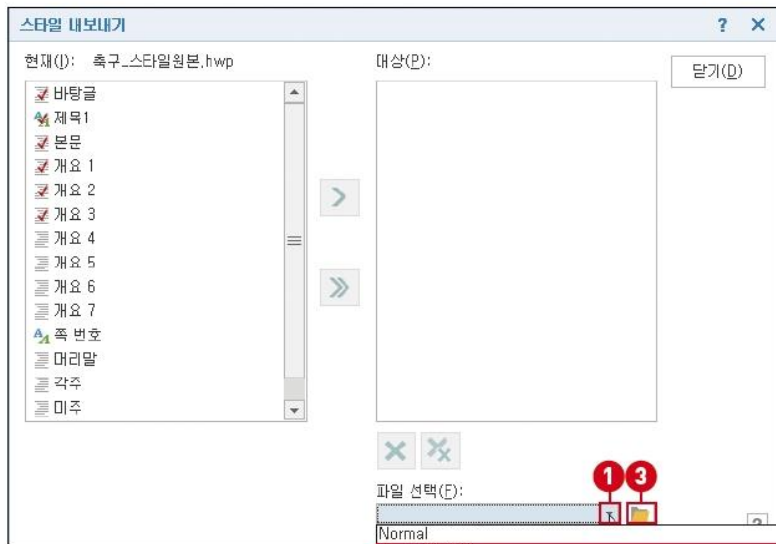 스타일 내보내기
현재(J): 축구_스타일원본.hwp
대상(P):
닫기(D)
바탕글
제목1
본문
개요 1
개요 2
개요 3
개요 4
개요 5
개요 6
개요 7
쪽 번호
머리말
각주
미주
1 3
파일 선택(F):
Normal